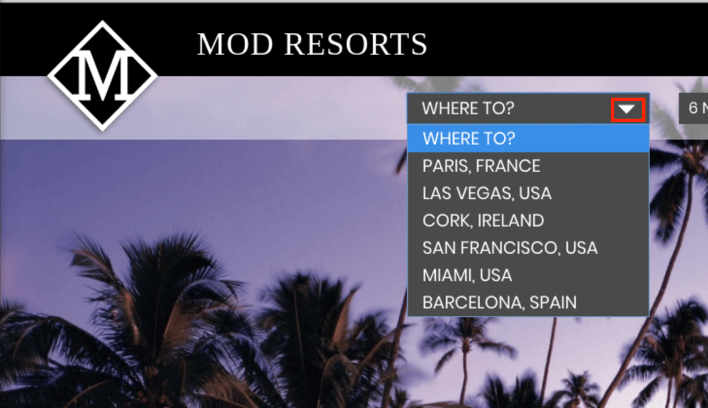 M
MOD RESORTS
WHERE TO?
6 N
WHERE TO?
PARIS, FRANCE
LAS VEGAS, USA
CORK, IRELAND
SAN FRANCISCO, USA
MIAMI, USA
BARCELONA, SPAIN